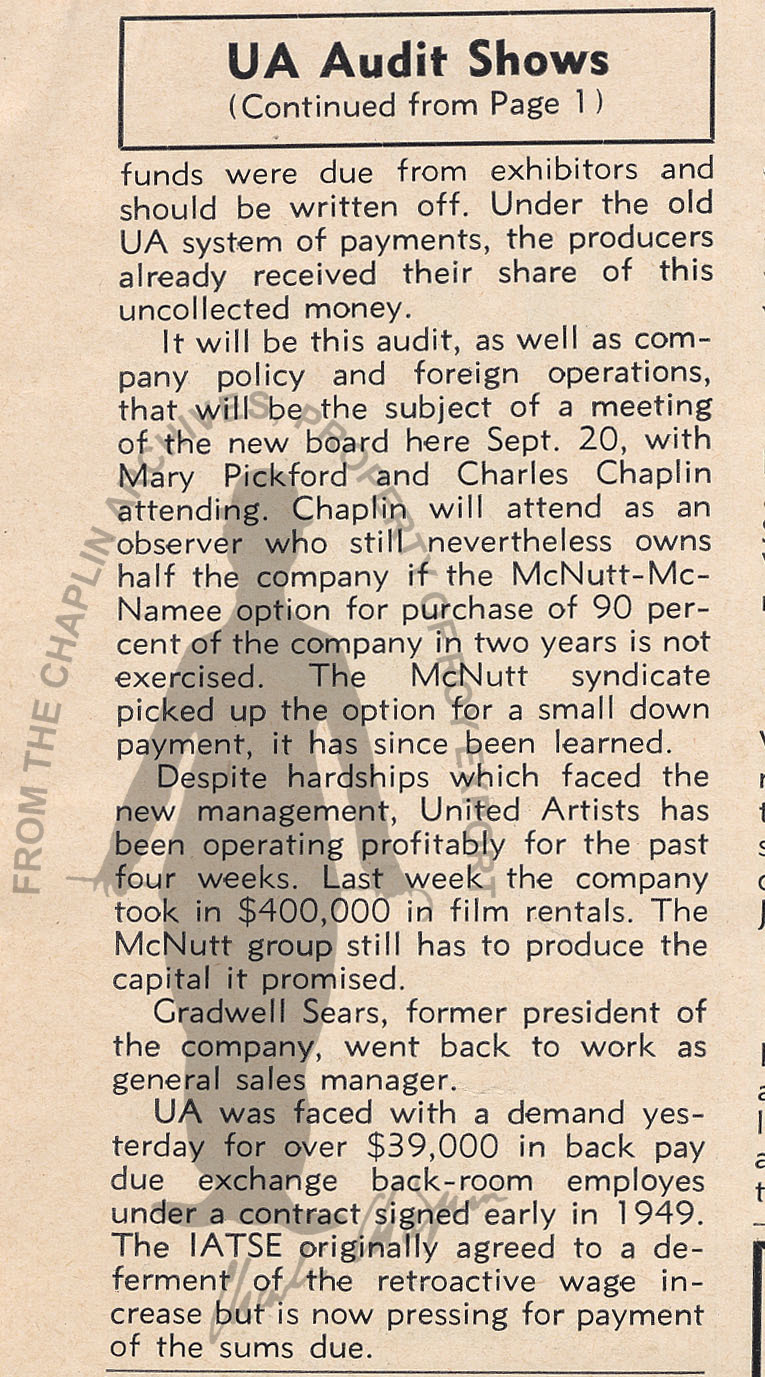 UA Audit Shows
(Continued from Page 1)
funds were due from exhibitors and
should be written off. Under the old
UA system of payments, the producers
already received their share of this
uncollected money.
It will be this audit, as well as com-
pany policy and foreign operations,
that will be the subject of a meeting
of the new board here Sept. 20, with
Mary Pickford and Charles Chaplin
attending. Chaplin will attend as an
observer who still nevertheless owns
half the company if the McNutt-Mc-
Namee option for purchase of 90 per-
cent of the company in two years is not
exercised. The McNutt syndicate
picked up the option for a small down
payment, it has since been learned.
Despite hardships which faced the
new management, United Artists has
been operating profitably for the past
four weeks. Last week the company
took in $400,000 in film rentals. The
McNutt group still has to produce the
capital it promised.
Gradwell Sears, former president of
the company, went back to work as
general sales manager.
UA was faced with a demand yes-
terday for over $39,000 in back pay
due exchange back-room employes
under a contract signed early in 1949.
The IATSE originally agreed to a de-
ferment of the retroactive wage in-
crease but is now pressing for payment
of the sums due.
FROM THE CHAPLIN ARCHIVES, PROPERTY OF ROY EXPORT
Charles Chaplin